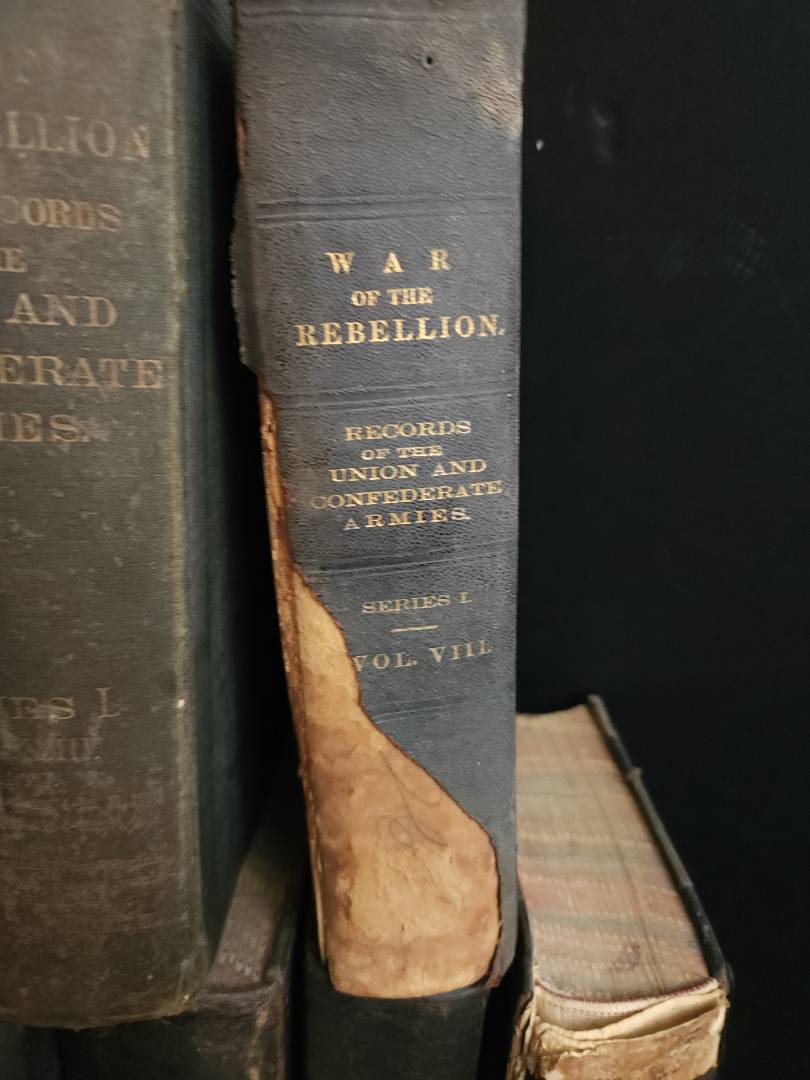 LLION
CORDS
AND
ERATE
IES.
IES I.
WAR
OF THE
REBELLION.
RECORDS
OF THE
UNION AND
CONFEDERATE
ARMIES.
SERIES I.
VOL. VIII.